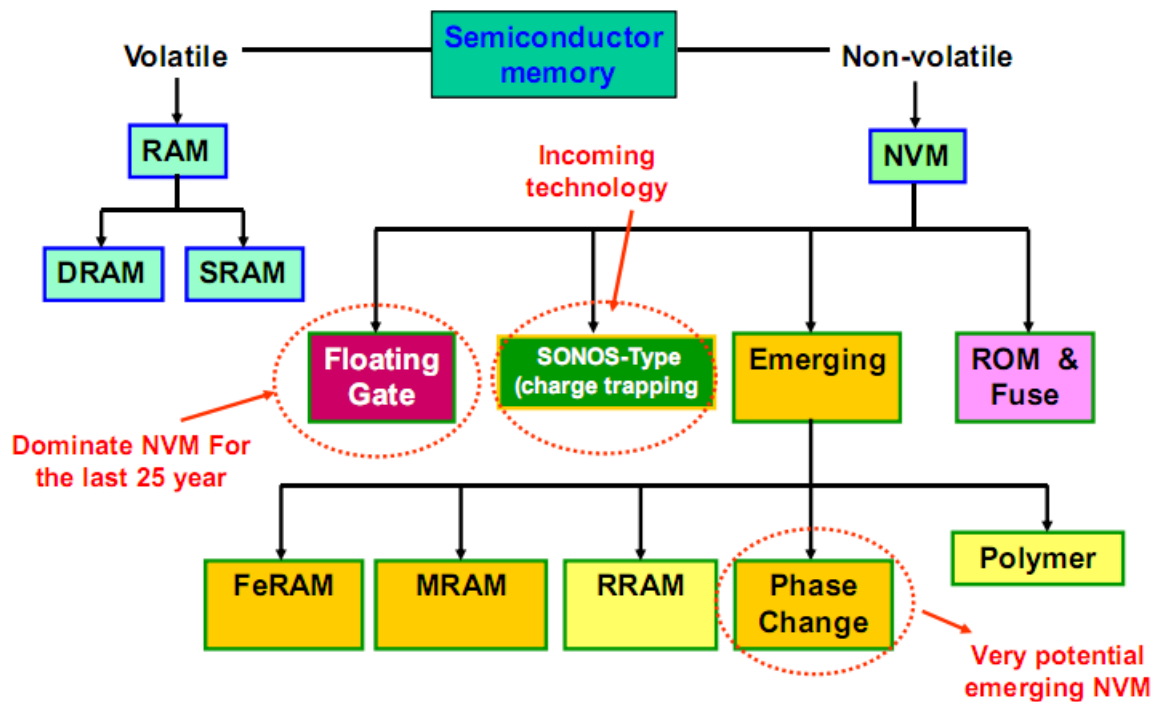 Semiconductor
memory
Volatile
Non-volatile
RAM
NVM
Incoming
technology
DRAM
SRAM
Floating
Gate
SONOS-Type
(charge trapping
Emerging
ROM & 
Fuse
Dominate NVM For
the last 25 year
FeRAM
MRAM
RRAM
Phase
Change
Polymer
Very potential
emerging NVM